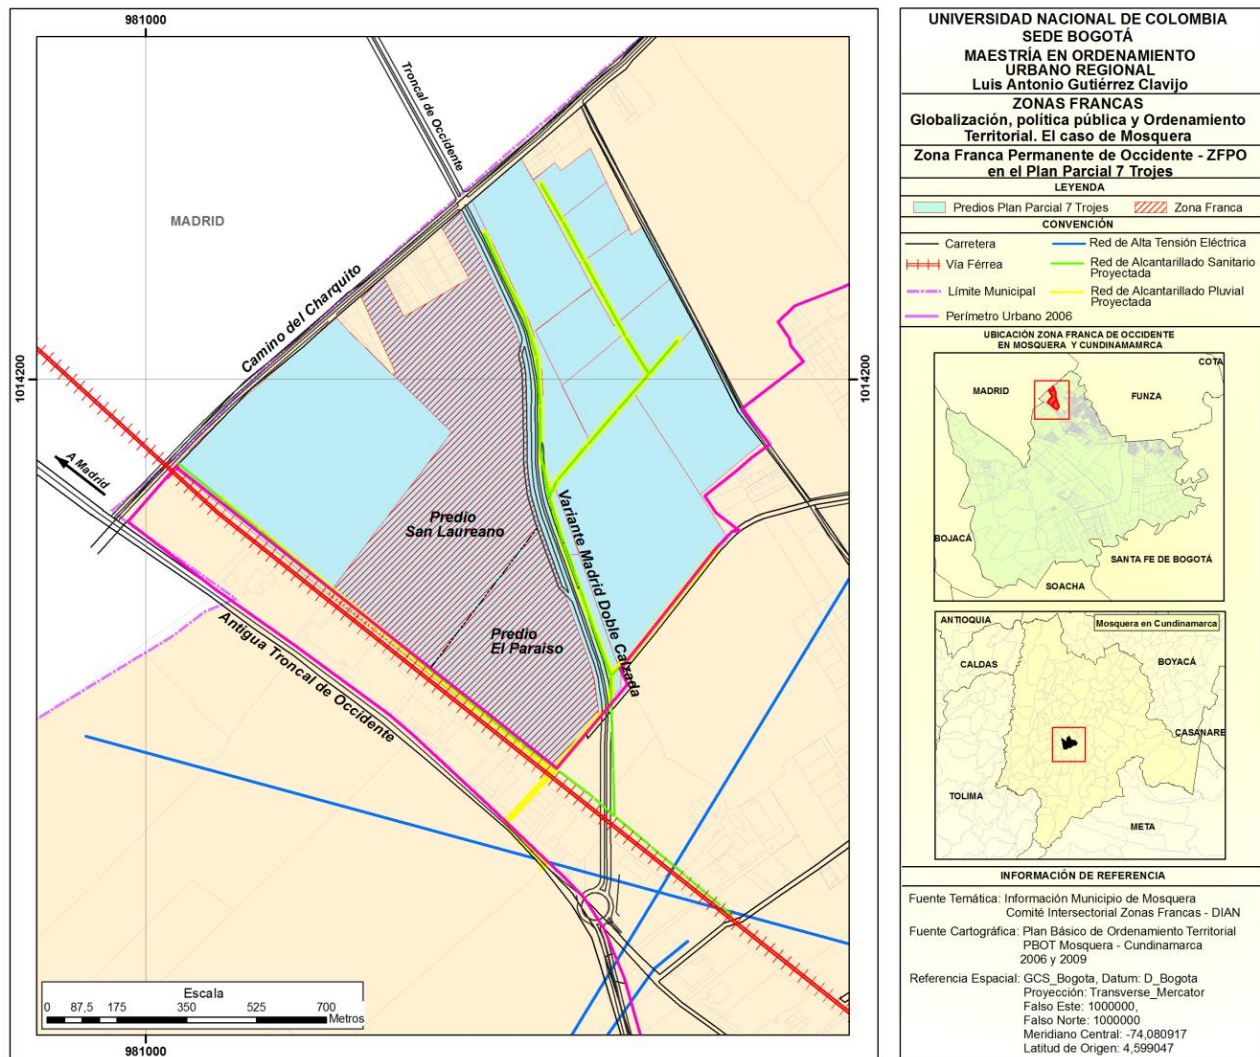 981000
Troncal de Occidente
MADRID
Camino del Charquito
1014200
1014200
A Madrid
Predio
San Laureano
Variante Madrid Doble Calzada
Predio
El Paraiso
Antigua Troncal de Occidente
Escala
0 87,5 175 350 525 700
Metros
981000
UNIVERSIDAD NACIONAL DE COLOMBIA
SEDE BOGOTÁ
MAESTRÍA EN ORDENAMIENTO
URBANO REGIONAL
Luis Antonio Gutiérrez Clavijo
ZONAS FRANCAS
Globalización, política pública y Ordenamiento
Territorial. El caso de Mosquera
Zona Franca Permanente de Occidente - ZFPO
en el Plan Parcial 7 Trojes
LEYENDA
Predios Plan Parcial 7 Trojes Zona Franca
CONVENCIÓN
Carretera Red de Alta Tensión Eléctrica
Vía Férrea Red de Alcantarillado Sanitario
Proyectada
Límite Municipal Red de Alcantarillado Pluvial
Proyectada
Perímetro Urbano 2006
UBICACIÓN ZONA FRANCA DE OCCIDENTE
EN MOSQUERA Y CUNDINAMAMRCA
COTA
MADRID
FUNZA
BOJACÁ
SANTA FE DE BOGOTÁ
SOACHA
ANTIOQUIA
Mosquera en Cundinamarca
CALDAS
BOYACÁ
CASANARE
TOLIMA
META
INFORMACIÓN DE REFERENCIA
Fuente Temática: Información Municipio de Mosquera
Comité Intersectorial Zonas Francas - DIAN
Fuente Cartográfica: Plan Básico de Ordenamiento Territorial
PBOT Mosquera - Cundinamarca
2006 y 2009
Referencia Espacial: GCS_Bogota, Datum: D_Bogota
Proyección: Transverse_Mercator
Falso Este: 1000000,
Falso Norte: 1000000
Meridiano Central: -74,080917
Latitud de Origen: 4,599047